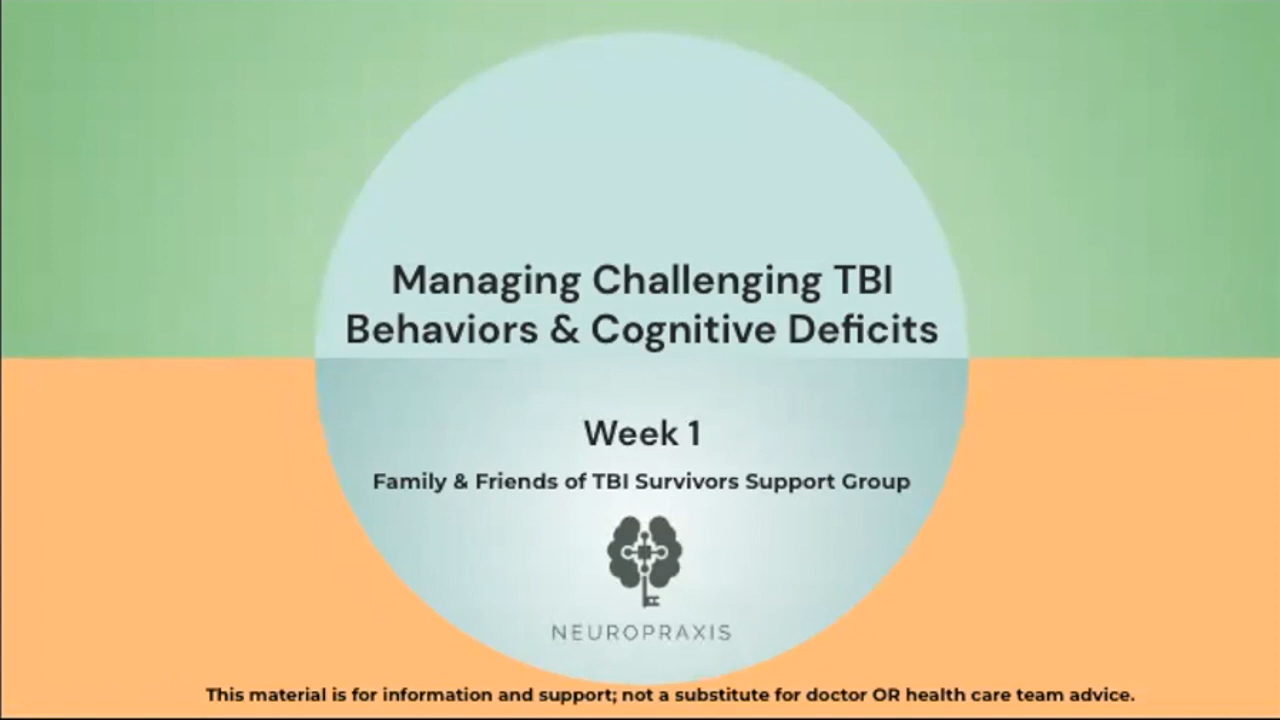 Managing Challenging TBI
Behaviors & Cognitive Deficits
Week 1
Family & Friends of TBI Survivors Support Group
NEUROPRAXIS
This material is for information and support; not a substitute for doctor OR health care team advice.